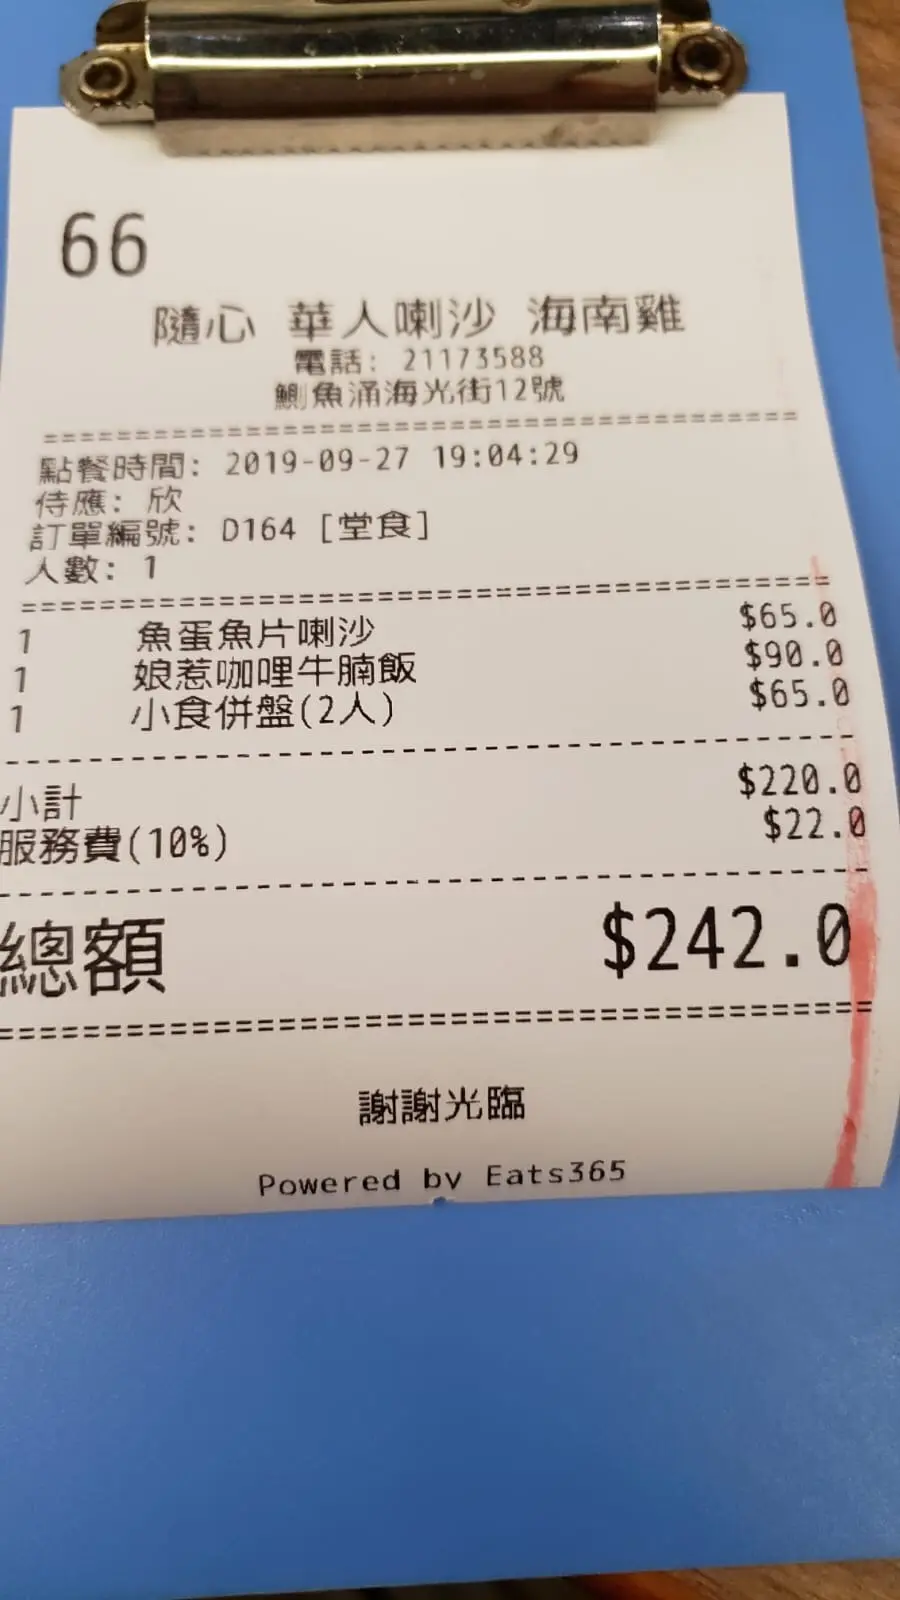 66
隨心 華人喇沙 海南雞
電話: 21173588
鰂魚涌海光街12號
點餐時間: 2019-09-27 19:04:29
侍應: 欣
訂單編號: D164 [堂食]
人數: 1
1 魚蛋魚片喇沙 $65.0
1 娘惹咖哩牛腩飯 $90.0
1 小食併盤(2人) $65.0
小計 $220.0
服務費(10%) $22.0
總額 $242.0
謝謝光臨
Powered by Eats365